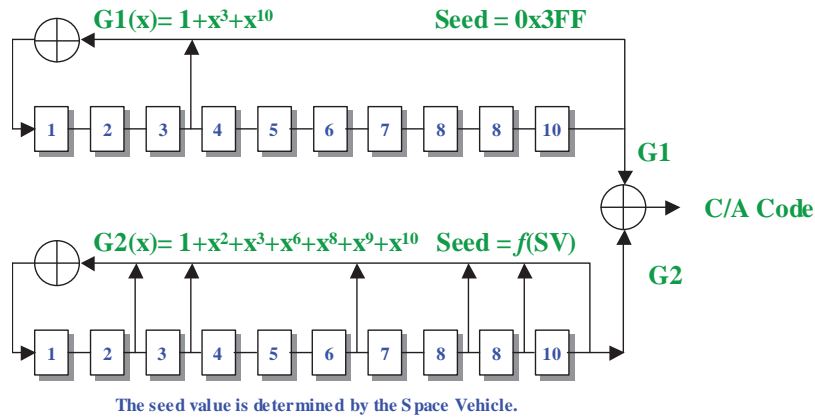 G1(x)= 1+x³+x¹⁰ Seed = 0x3FF
1 2 3 4 5 6 7 8 8 10
G1
C/A Code
G2(x)= 1+x²+x³+x⁶+x⁸+x⁹+x¹⁰ Seed = f(SV)
G2
1 2 3 4 5 6 7 8 8 10
The seed value is determined by the Space Vehicle.